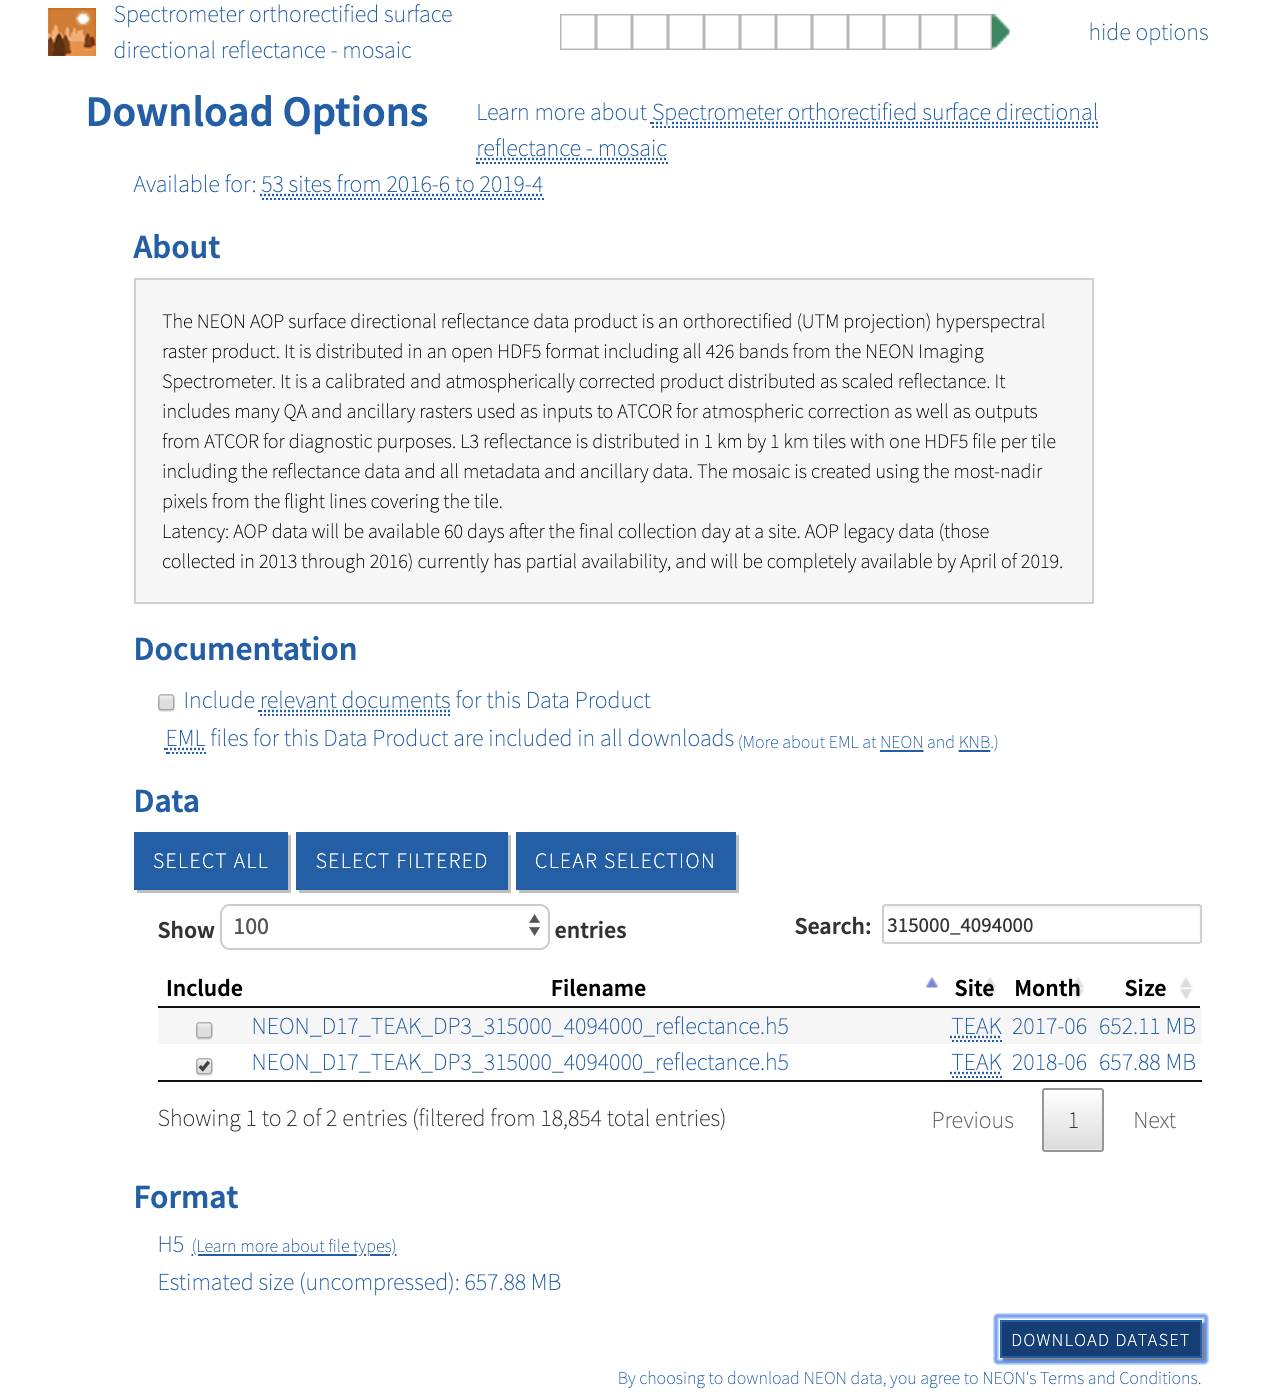 Spectrometer orthorectified surface
directional reflectance - mosaic
hide options
Download Options
Learn more about Spectrometer orthorectified surface directional
reflectance - mosaic
Available for: 53 sites from 2016-6 to 2019-4
About
The NEON AOP surface directional reflectance data product is an orthorectified (UTM projection) hyperspectral
raster product. It is distributed in an open HDF5 format including all 426 bands from the NEON Imaging
Spectrometer. It is a calibrated and atmospherically corrected product distributed as scaled reflectance. It
includes many QA and ancillary rasters used as inputs to ATCOR for atmospheric correction as well as outputs
from ATCOR for diagnostic purposes. L3 reflectance is distributed in 1 km by 1 km tiles with one HDF5 file per tile
including the reflectance data and all metadata and ancillary data. The mosaic is created using the most-nadir
pixels from the flight lines covering the tile.
Latency: AOP data will be available 60 days after the final collection day at a site. AOP legacy data (those
collected in 2013 through 2016) currently has partial availability, and will be completely available by April of 2019.
Documentation
Include relevant documents for this Data Product
EML files for this Data Product are included in all downloads (More about EML at NEON and KNB.)
Data
SELECT ALL SELECT FILTERED CLEAR SELECTION
Show 100 entries Search: 315000_4094000
Include Filename Site Month Size
NEON_D17_TEAK_DP3_315000_4094000_reflectance.h5 TEAK 2017-06 652.11 MB
NEON_D17_TEAK_DP3_315000_4094000_reflectance.h5 TEAK 2018-06 657.88 MB
Showing 1 to 2 of 2 entries (filtered from 18,854 total entries) Previous 1 Next
Format
H5 (Learn more about file types)
Estimated size (uncompressed): 657.88 MB
DOWNLOAD DATASET
By choosing to download NEON data, you agree to NEON's Terms and Conditions.